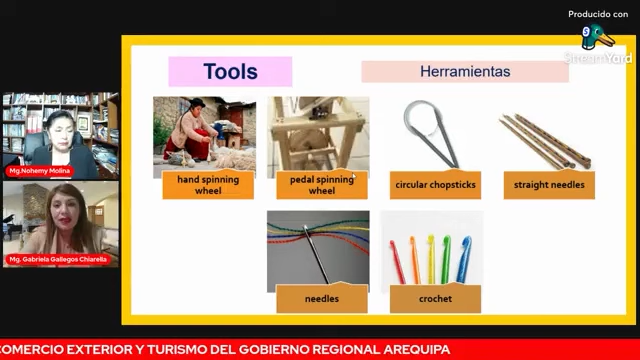 Producido con
StreamYard
Tools
Herramientas
hand spinning
wheel
pedal spinning
wheel
circular chopsticks
straight needles
needles
crochet
Mg.Nohemy Molina
Mg. Gabriela Gallegos Chiarella
COMERCIO EXTERIOR Y TURISMO DEL GOBIERNO REGIONAL AREQUIPA